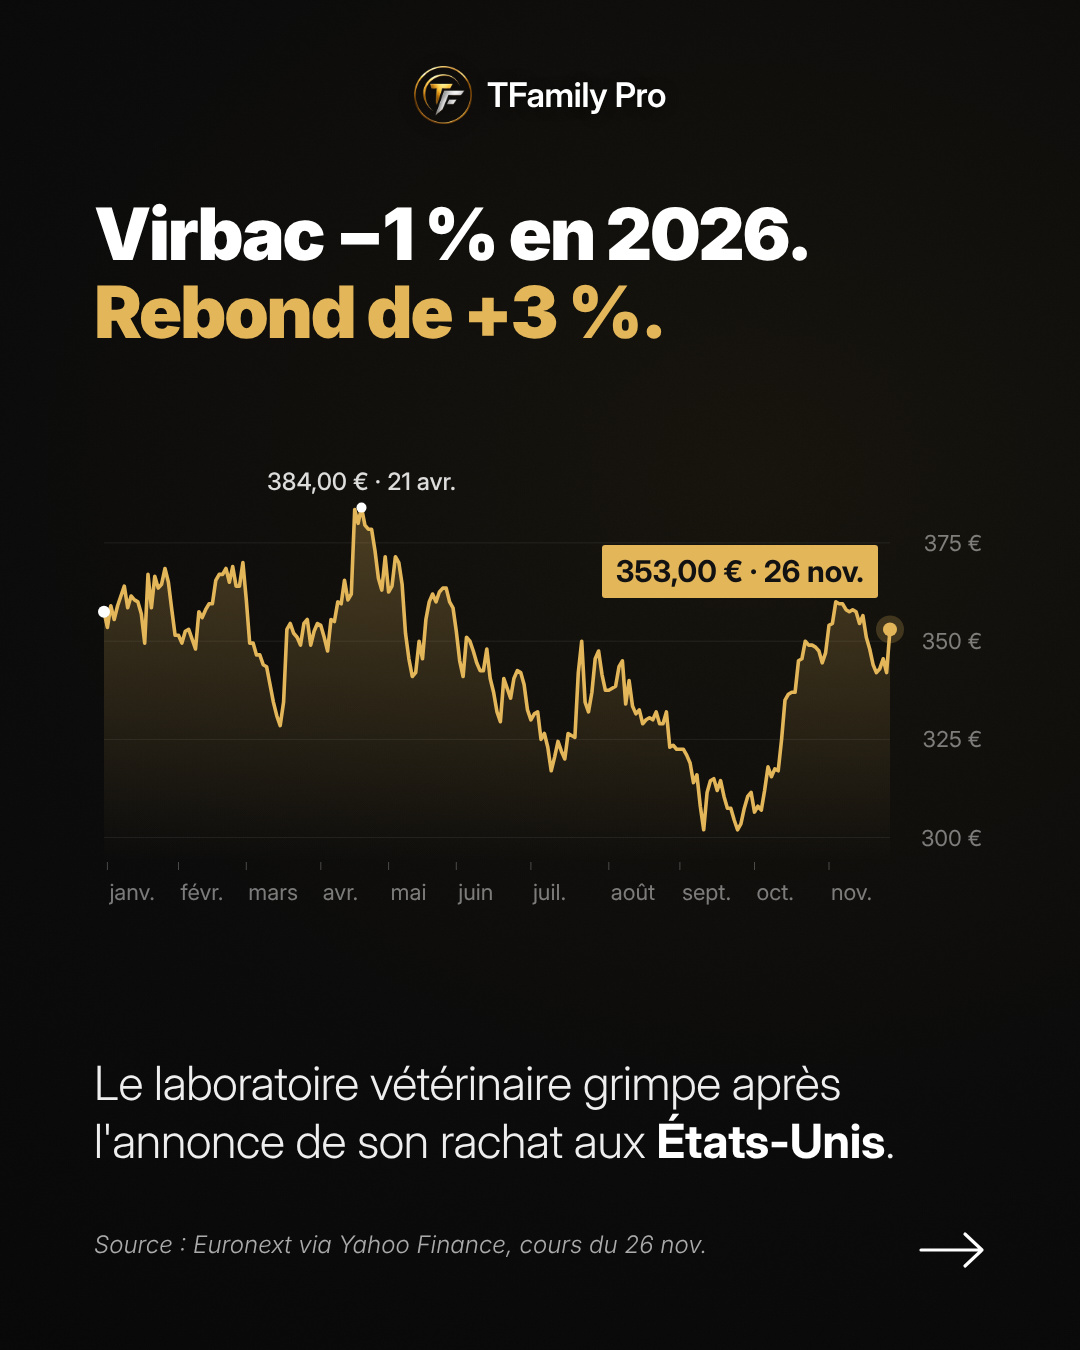 TF TFamily Pro
Virbac –1 % en 2026.
Rebond de +3 %.
384,00 € · 21 avr.
375 €
353,00 € · 26 nov.
350 €
325 €
300 €
janv. févr. mars avr. mai juin juil. août sept. oct. nov.
Le laboratoire vétérinaire grimpe après
l'annonce de son rachat aux États-Unis.
Source : Euronext via Yahoo Finance, cours du 26 nov.